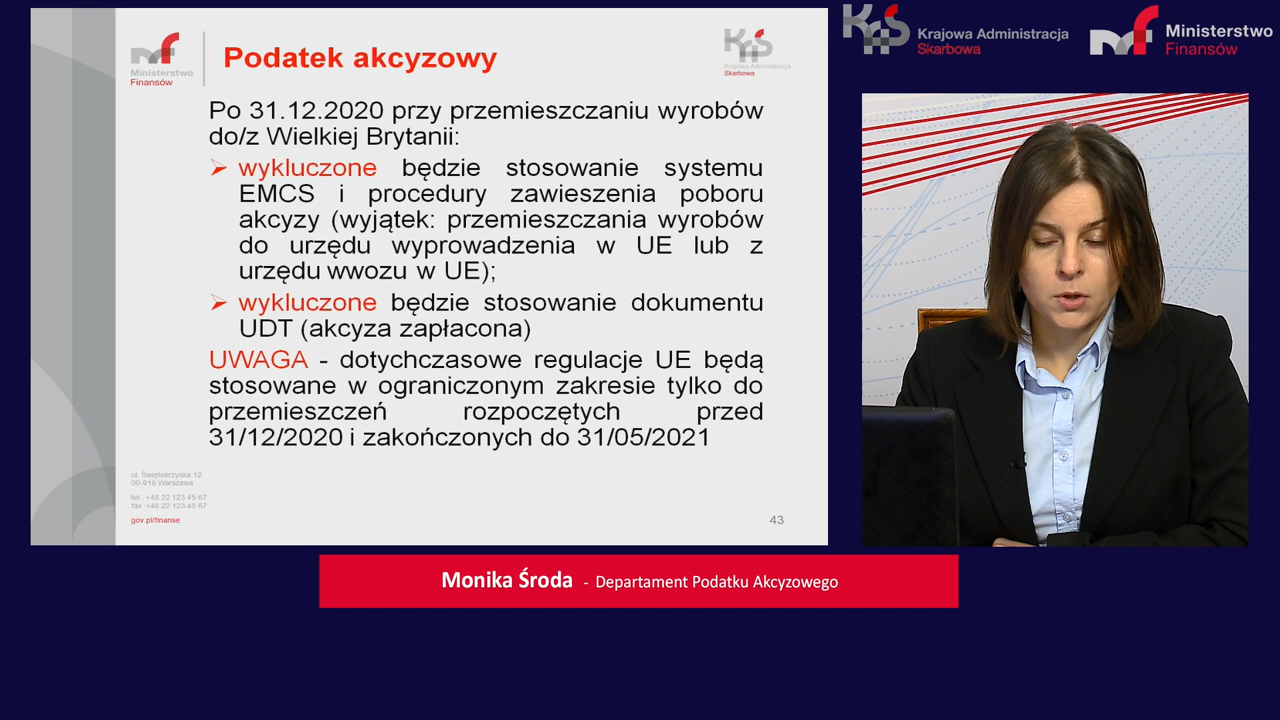 Ministerstwo
Finansów
Podatek akcyzowy
KAS
Krajowa Administracja
Skarbowa
Po 31.12.2020 przy przemieszczaniu wyrobów
do/z Wielkiej Brytanii:
➢ wykluczone będzie stosowanie systemu
EMCS i procedury zawieszenia poboru
akcyzy (wyjątek: przemieszczania wyrobów
do urzędu wyprowadzenia w UE lub z
urzędu wwozu w UE);
➢ wykluczone będzie stosowanie dokumentu
UDT (akcyza zapłacona)
UWAGA - dotychczasowe regulacje UE będą
stosowane w ograniczonym zakresie tylko do
przemieszczeń rozpoczętych przed
31/12/2020 i zakończonych do 31/05/2021
ul. Świętokrzyska 12
00-916 Warszawa
tel.: +48 22 123 45 67
fax: +48 22 123 45 67
gov.pl/finanse
43
KAS
Krajowa Administracja
Skarbowa
mf
Ministerstwo
Finansów
Monika Środa - Departament Podatku Akcyzowego